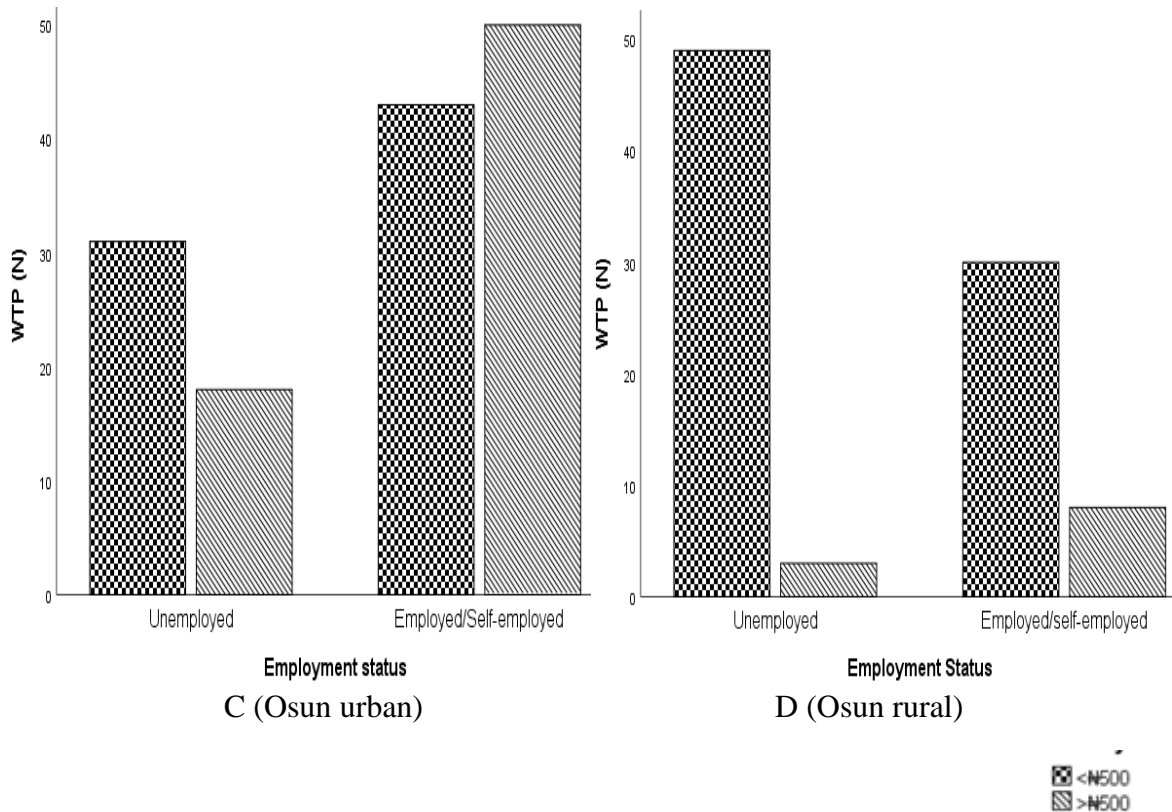 50
40
30
20
10
0
WTP (N)
Unemployed
Employed/Self-employed
Employment status
C (Osun urban)
50
40
30
20
10
0
WTP (N)
Unemployed
Employed/self-employed
Employment Status
D (Osun rural)
<₦500
>₦500